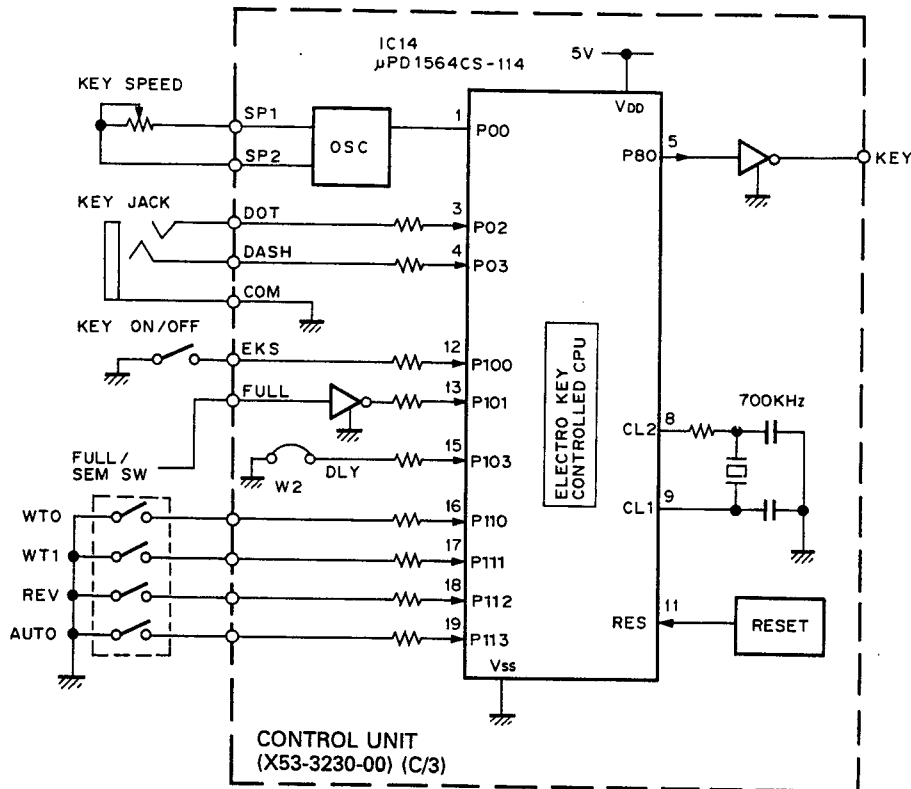 IC14
μPD1564CS-114
5V
KEY SPEED
SP1
SP2
OSC
1
P00
VDD
5
P80
KEY
KEY JACK
DOT
3
P02
DASH
4
P03
COM
KEY ON/OFF
EKS
12
P100
FULL
13
P101
FULL/
SEM SW
W2
DLY
15
P103
ELECTRO KEY
CONTROLLED CPU
8
CL2
700KHz
9
CL1
WT0
16
P110
WT1
17
P111
REV
18
P112
AUTO
19
P113
11
RES
RESET
Vss
CONTROL UNIT
(X53-3230-00) (C/3)